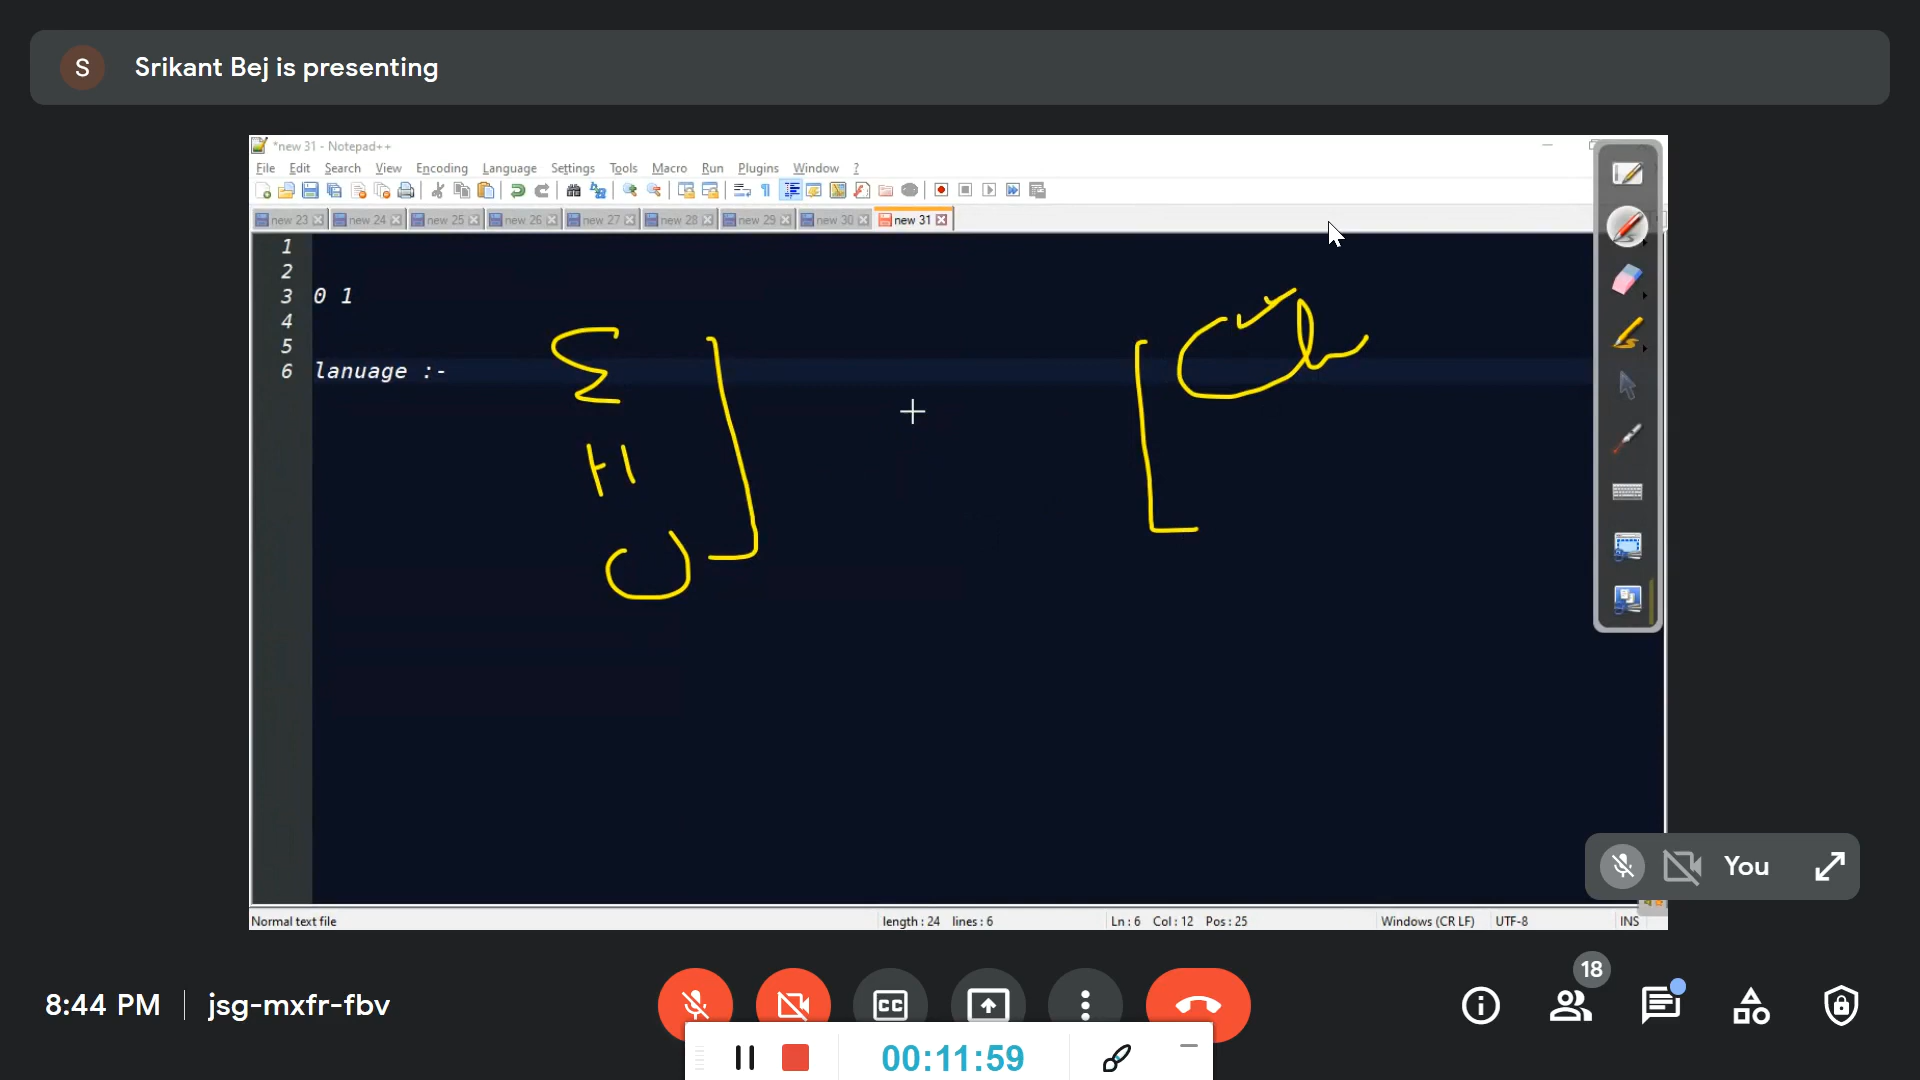 S Srikant Bej is presenting
*new 31 - Notepad++
File Edit Search View Encoding Language Settings Tools Macro Run Plugins Window ?
new 23 new 24 new 25 new 26 new 27 new 28 new 29 new 30 new 31
1
2
3 0 1
4
5
6 lanuage :-
E
H
You
Normal text file length : 24 lines : 6 Ln : 6 Col : 12 Pos : 25 Windows (CR LF) UTF-8 INS
18
8:44 PM jsg-mxfr-fbv CC
00:11:59